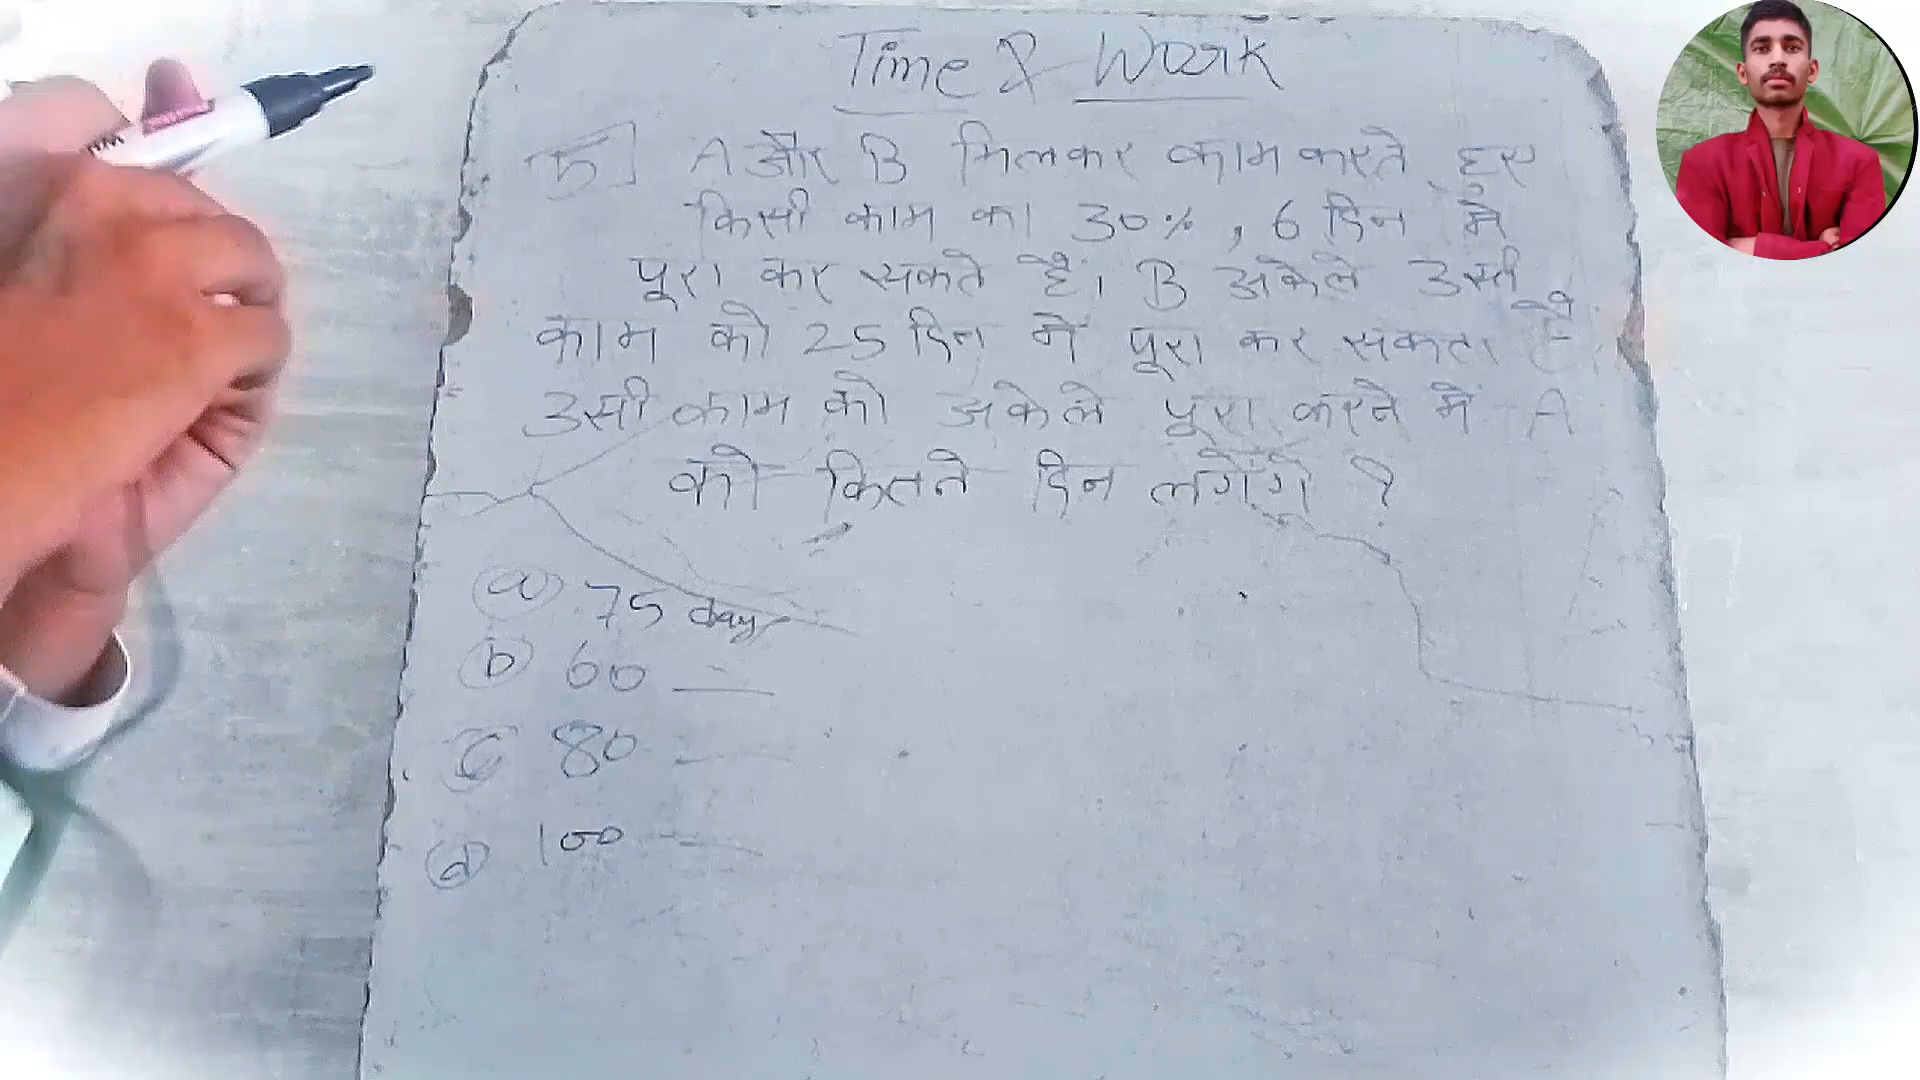 Time & Work
5] A और B मिलकर काम करते हुए
किसी काम का 30%, 6 दिन में
पूरा कर सकते हैं। B अकेले उसी
काम को 25 दिन में पूरा कर सकता है
उसी काम को अकेले पूरा करने में A
को कितने दिन लगेंगे ?
(a) 75 days
(b) 60 —
(c) 80 —
(d) 100 —